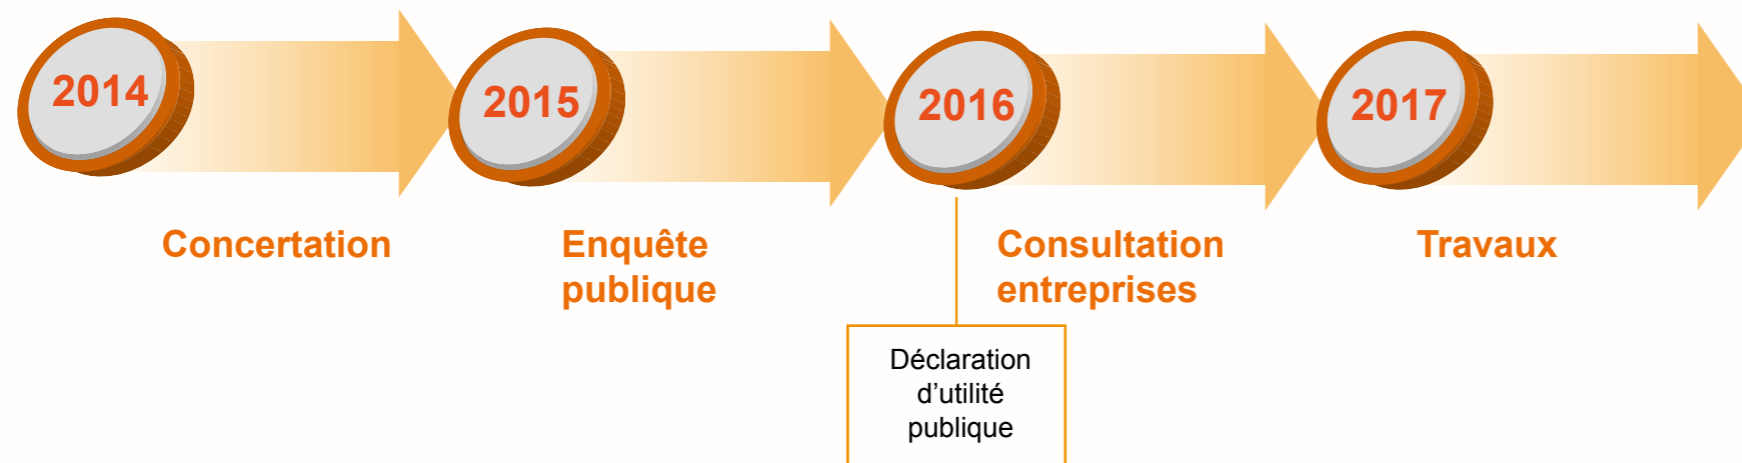 2014
2015
2016
2017
Concertation
Enquête
publique
Consultation
entreprises
Travaux
Déclaration
d’utilité
publique